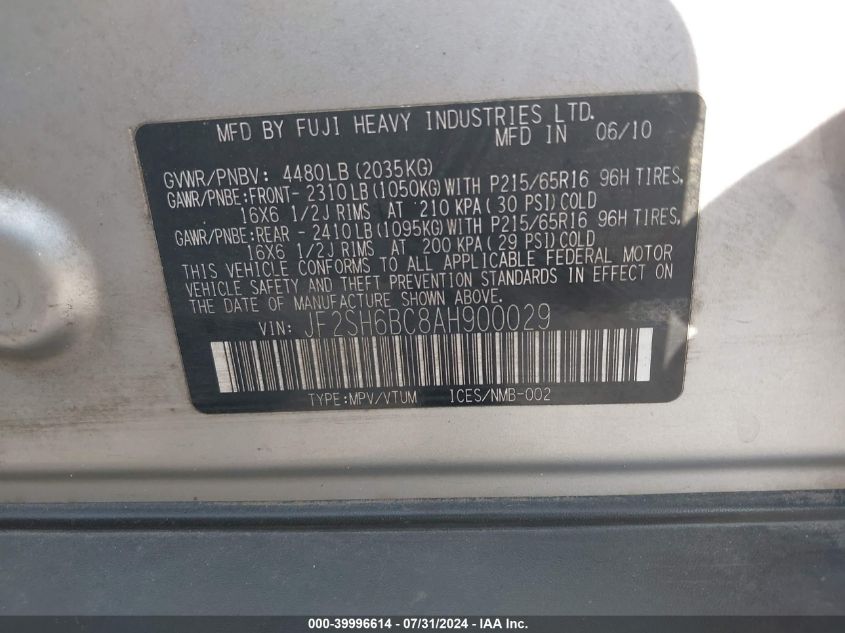 MFD BY FUJI HEAVY INDUSTRIES LTD.
MFD IN 06/10
GVWR/PNBV: 4480LB (2035KG)
GAWR/PNBE:FRONT- 2310LB (1050KG) WITH P215/65R16 96H TIRES,
16X6 1/2J RIMS AT 210 KPA ( 30 PSI) COLD
GAWR/PNBE:REAR - 2410LB (1095KG) WITH P215/65R16 96H TIRES,
16X6 1/2J RIMS AT 200 KPA ( 29 PSI) COLD
THIS VEHICLE CONFORMS TO ALL APPLICABLE FEDERAL MOTOR
VEHICLE SAFETY AND THEFT PREVENTION STANDARDS IN EFFECT ON
THE DATE OF MANUFACTURE SHOWN ABOVE.
VIN: JF2SH6BC8AH900029
TYPE:MPV/VTUM ICES/NMB-002
000-39996614 - 07/31/2024 - IAA Inc.